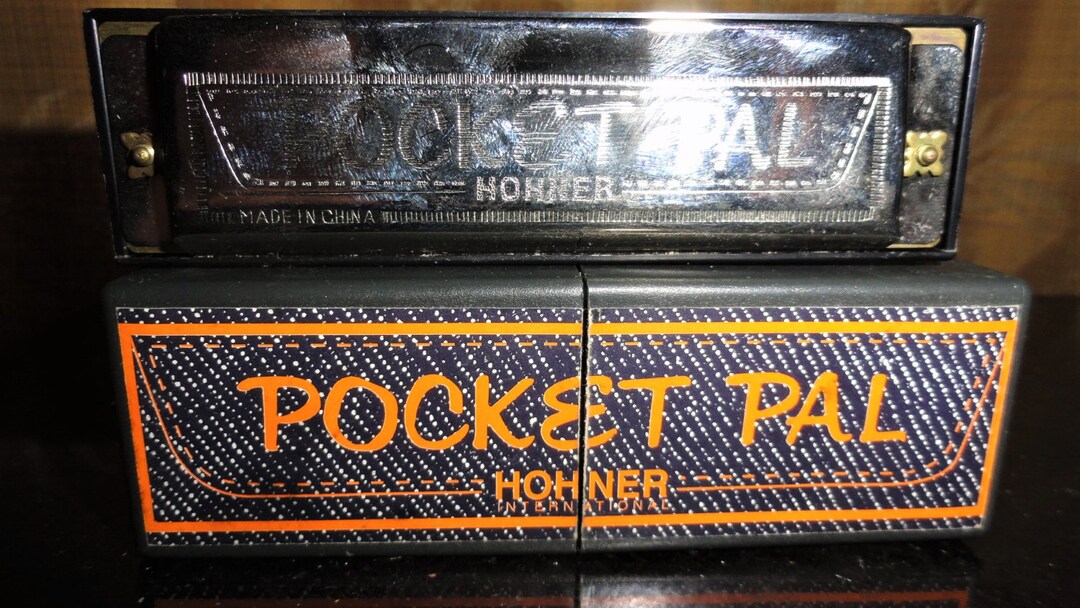 POCKET PAL
HOHNER
MADE IN CHINA
POCKET PAL
HOHNER
INTERNATIONAL